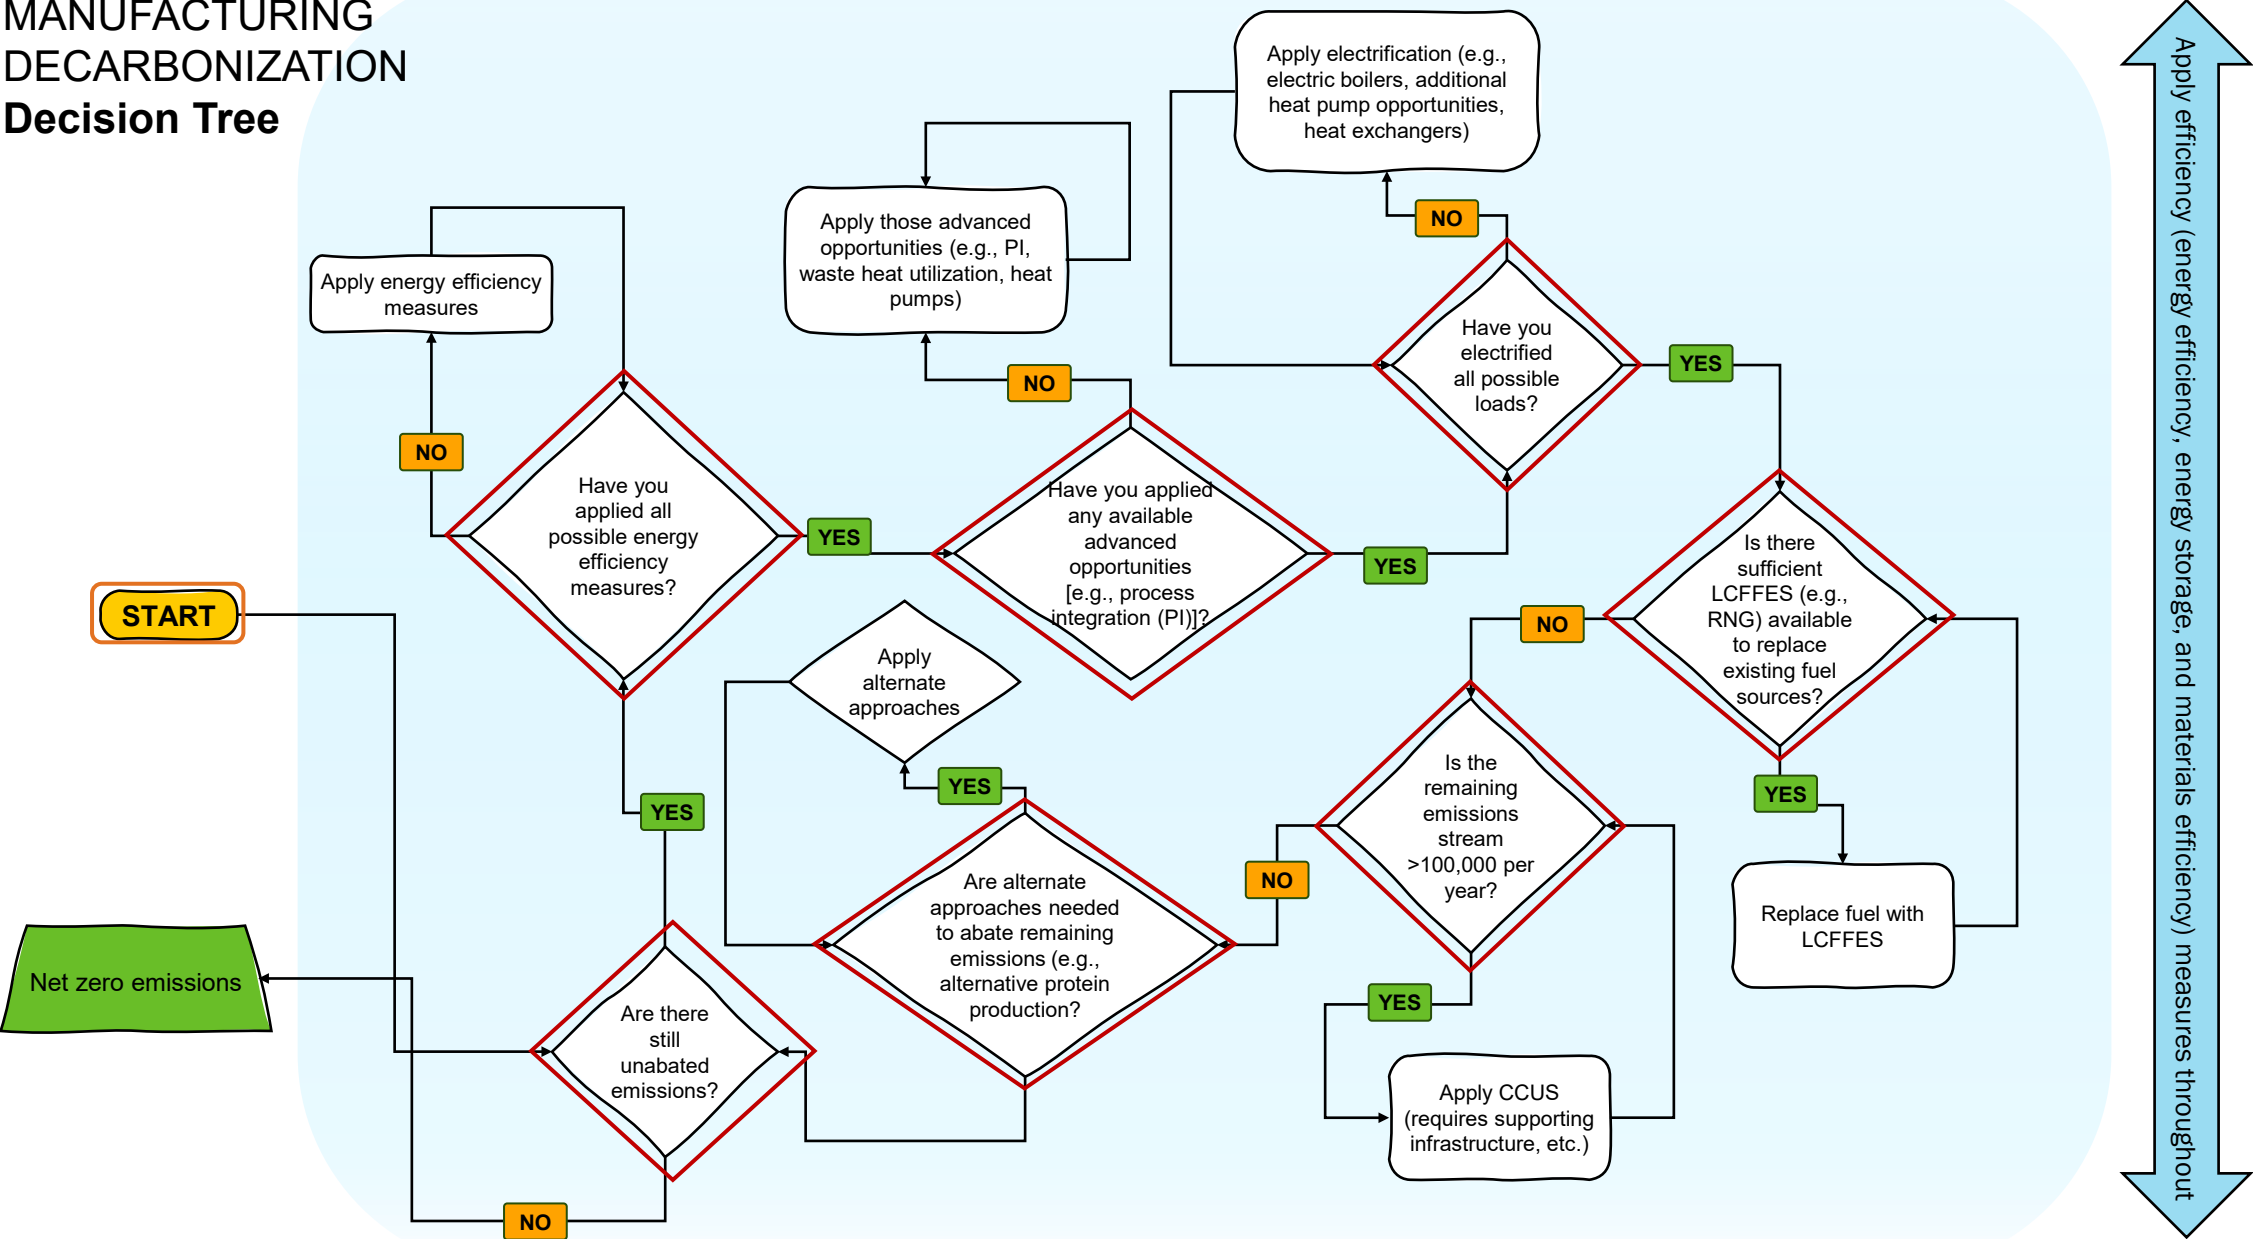 MANUFACTURING
DECARBONIZATION
Decision Tree
Apply electrification (e.g.,
electric boilers, additional
heat pump opportunities,
heat exchangers)
NO
Apply those advanced
opportunities (e.g., PI,
waste heat utilization, heat
pumps)
NO
Apply energy efficiency
measures
NO
Have you
electrified
all possible
loads?
YES
Have you
applied all
possible energy
efficiency
measures?
YES
Have you applied
any available
advanced
opportunities
[e.g., process
integration (PI)]?
YES
Is there
sufficient
LCFFES (e.g.,
RNG) available
to replace
existing fuel
sources?
NO
YES
START
Apply
alternate
approaches
YES
YES
Is the
remaining
emissions
stream
>100,000 per
year?
NO
YES
Replace fuel with
LCFFES
Are alternate
approaches needed
to abate remaining
emissions (e.g.,
alternative protein
production?
Net zero emissions
Are there
still
unabated
emissions?
NO
Apply CCUS
(requires supporting
infrastructure, etc.)
Apply efficiency (energy efficiency, energy storage, and materials efficiency) measures throughout